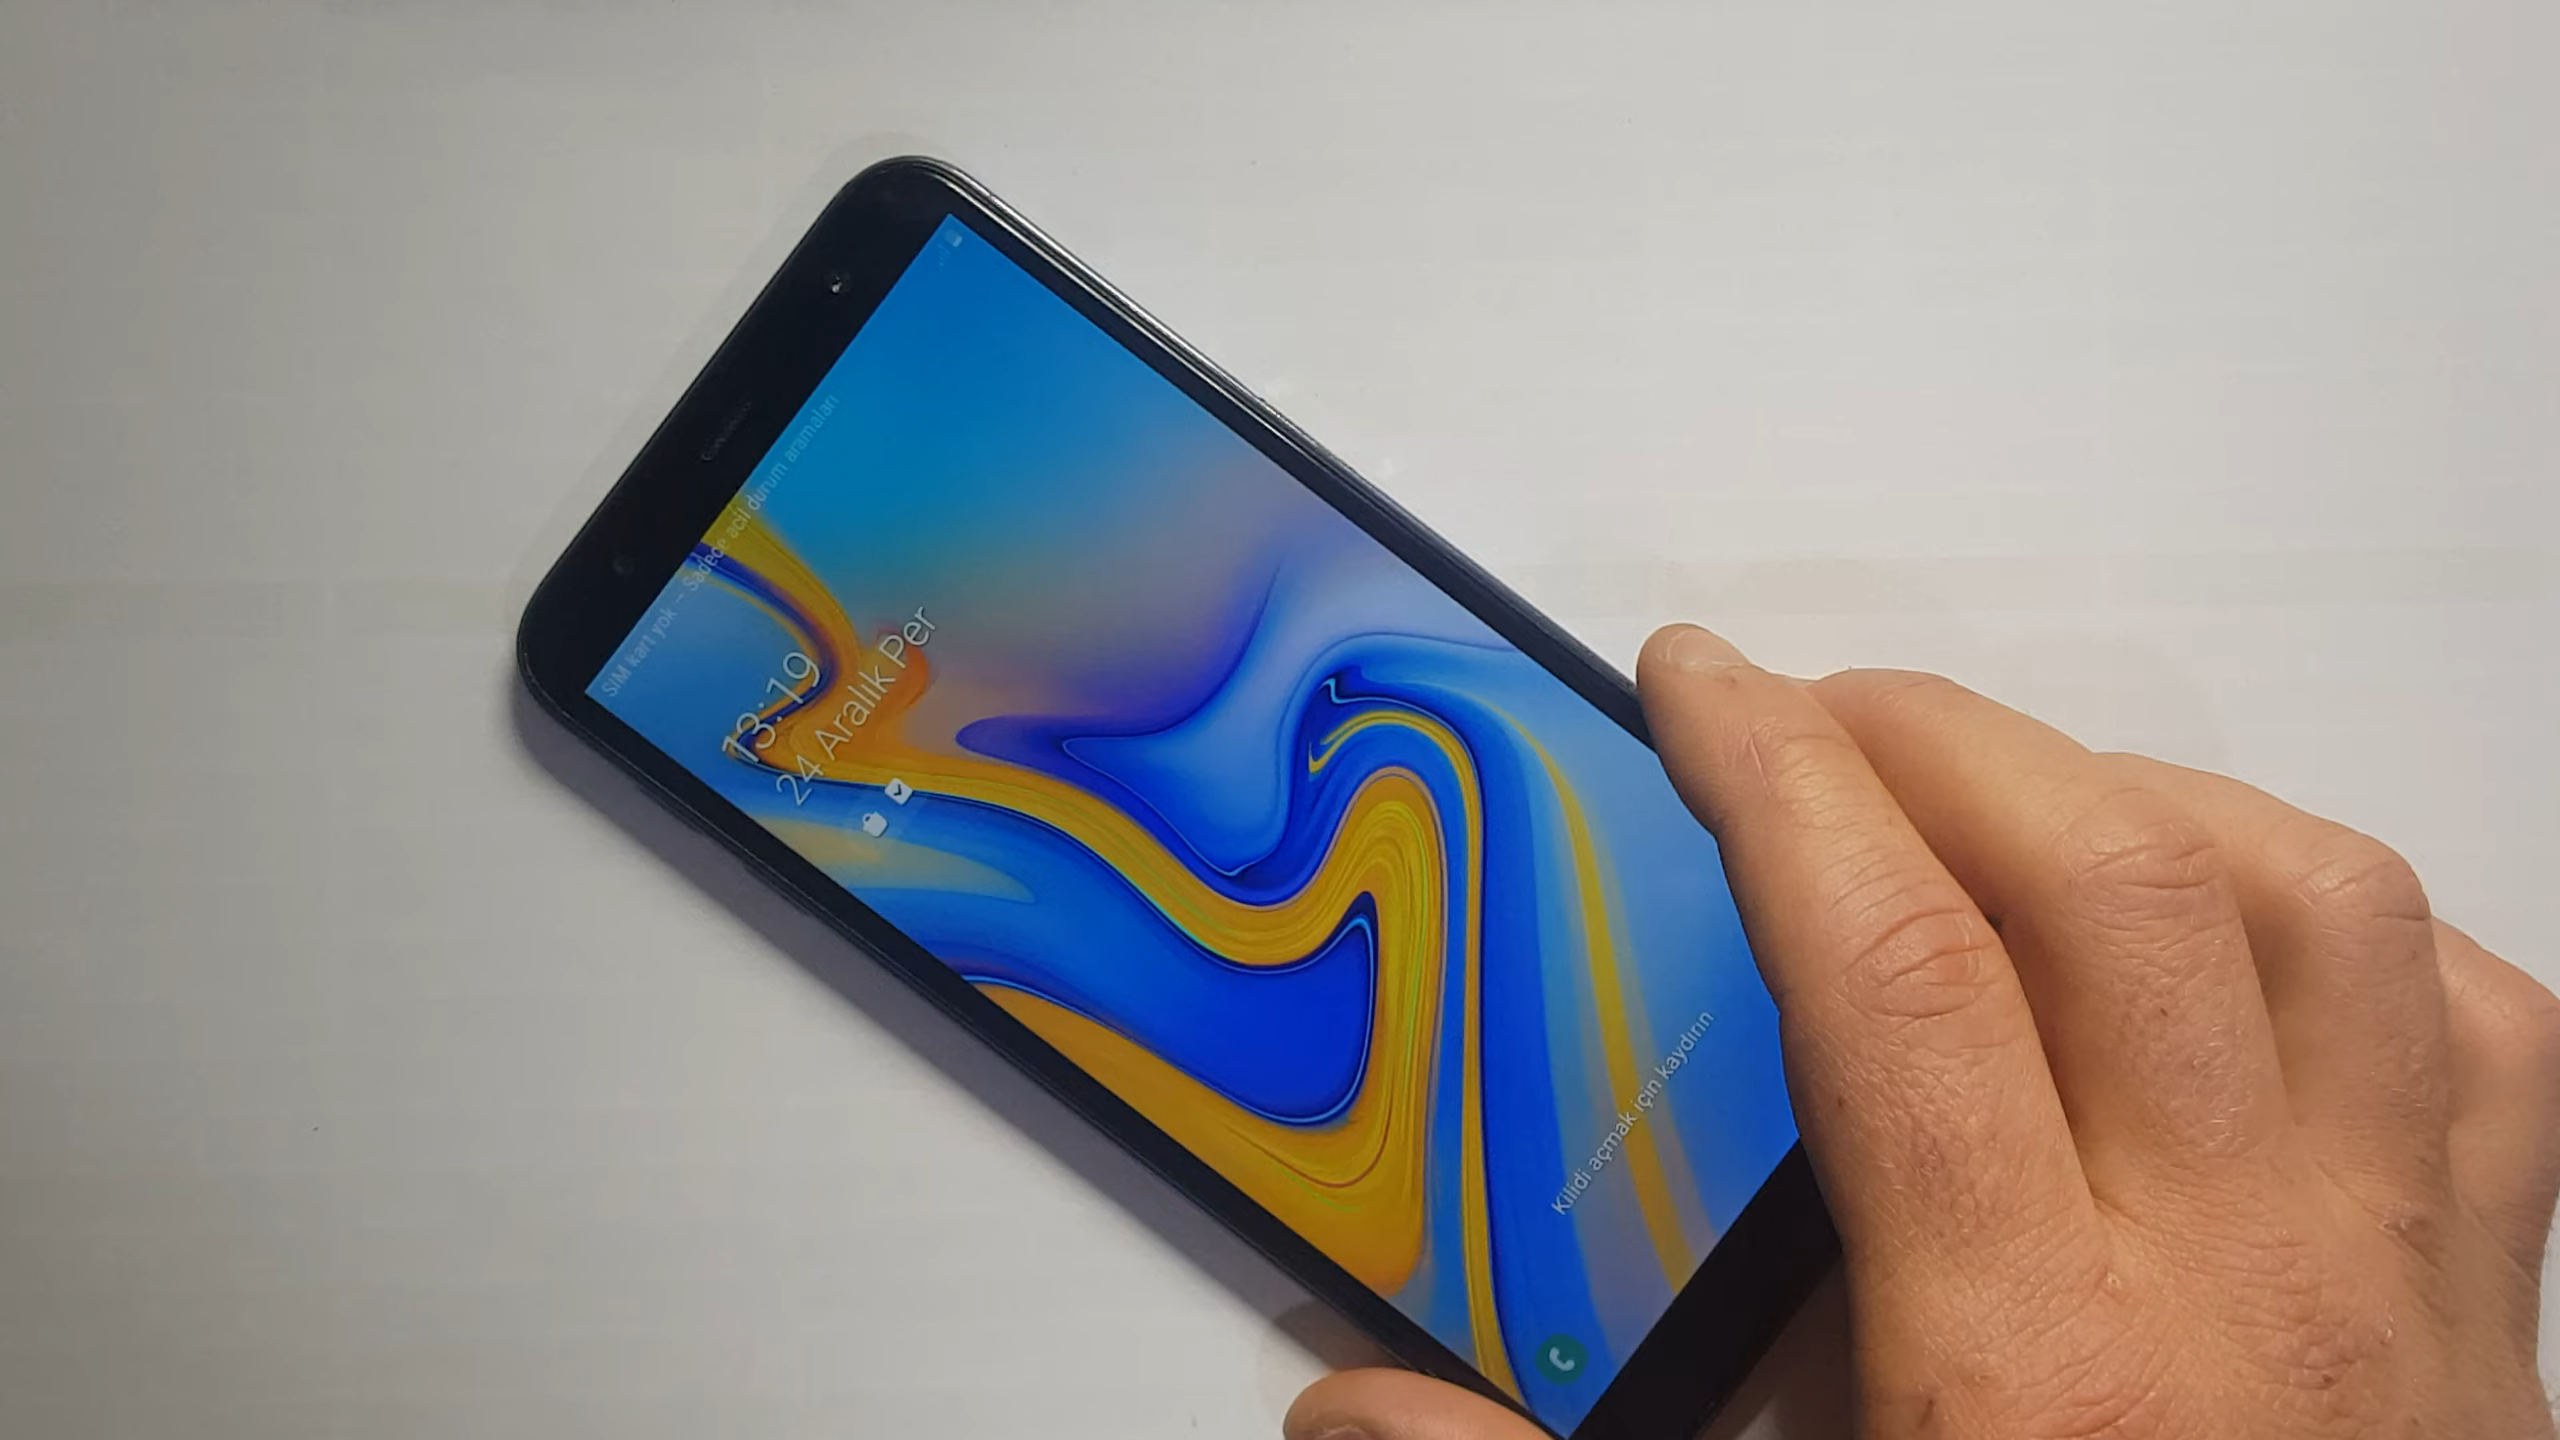 SIM kart yok – Sadece acil durum aramaları
13:19
24 Aralık Per
Kilidi açmak için kaydırın